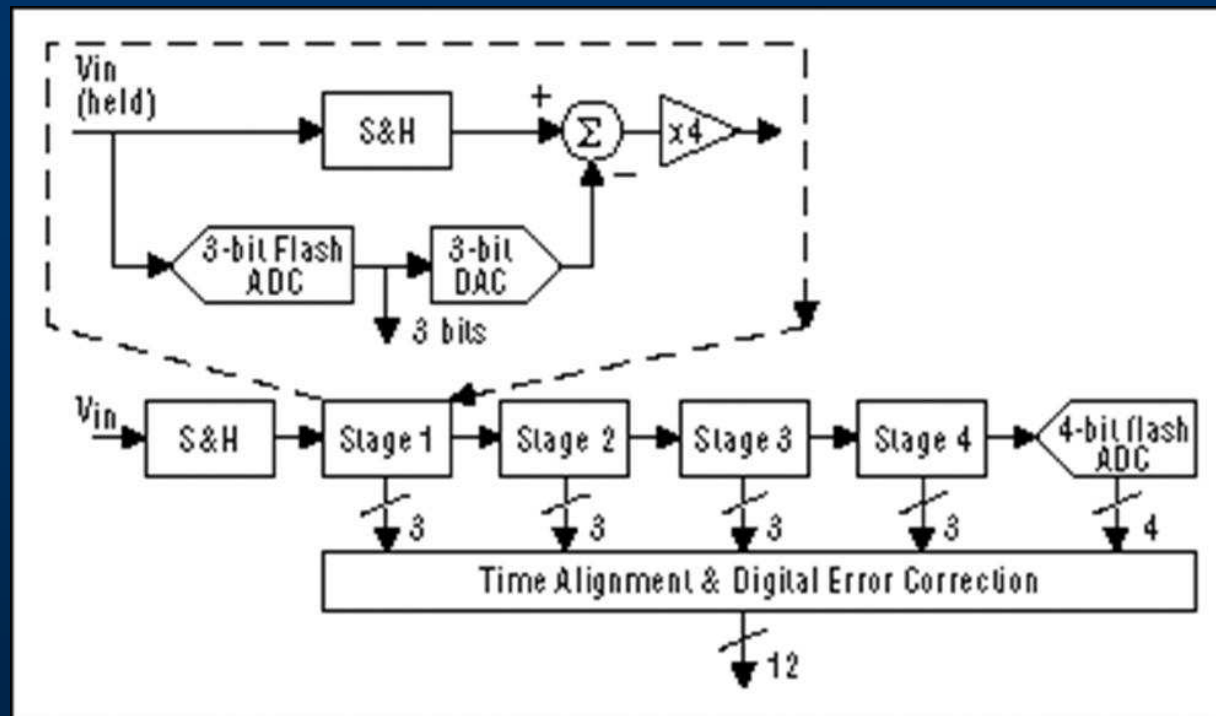 Vin
(held)
S&H
+
Σ
x4
−
3-bit Flash
ADC
3-bit
DAC
3 bits
Vin
S&H
Stage 1
Stage 2
Stage 3
Stage 4
4-bit flash
ADC
3
3
3
3
4
Time Alignment & Digital Error Correction
12